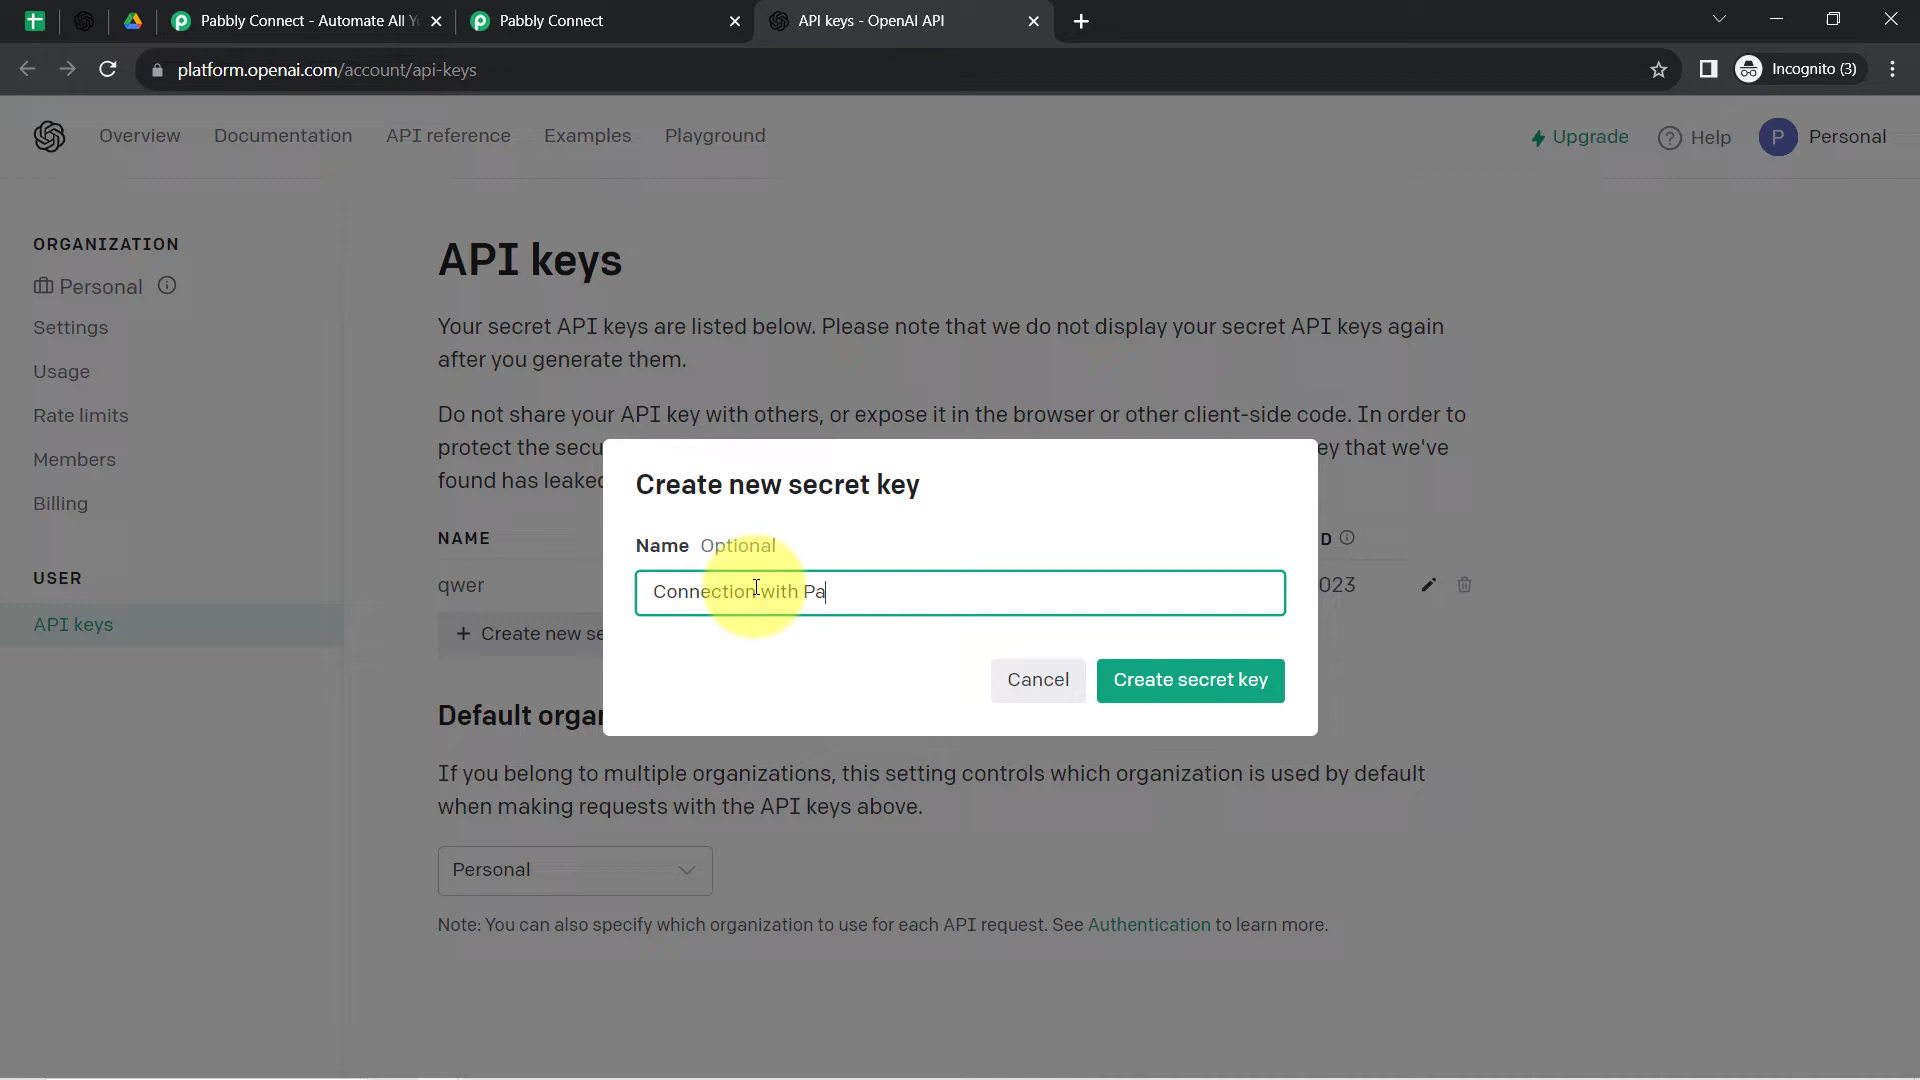 Pabbly Connect - Automate All Y
Pabbly Connect
API keys - OpenAI API
platform.openai.com/account/api-keys
Incognito (3)
Overview
Documentation
API reference
Examples
Playground
Upgrade
Help
P
Personal
ORGANIZATION
Personal
Settings
Usage
Rate limits
Members
Billing
USER
API keys
API keys
Your secret API keys are listed below. Please note that we do not display your secret API keys again
after you generate them.
Do not share your API key with others, or expose it in the browser or other client-side code. In order to
protect the secu
ey that we've
found has leaked
NAME
D
qwer
023
+ Create new se
Create new secret key
Name Optional
Connection with Pa
Cancel
Create secret key
Default organ
If you belong to multiple organizations, this setting controls which organization is used by default
when making requests with the API keys above.
Personal
Note: You can also specify which organization to use for each API request. See Authentication to learn more.